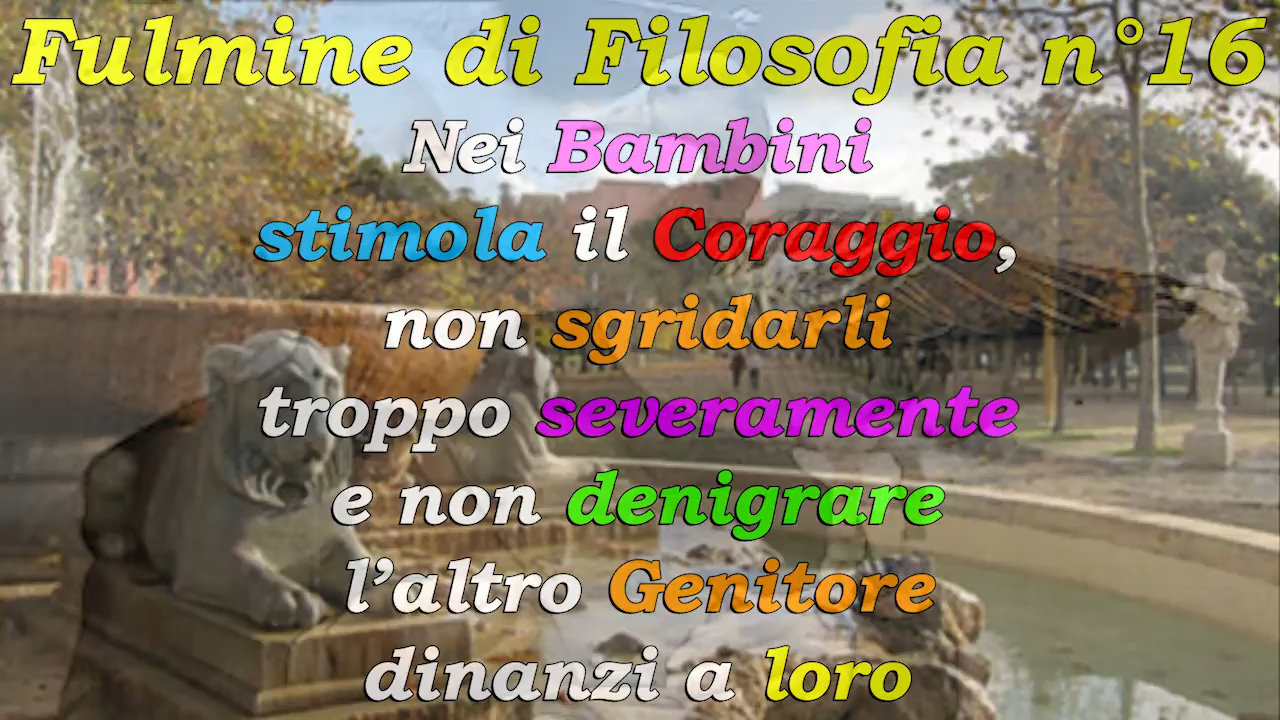 Fulmine di Filosofia n°16
Nei Bambini
stimola il Coraggio,
non sgridarli
troppo severamente
e non denigrare
l’altro Genitore
dinanzi a loro